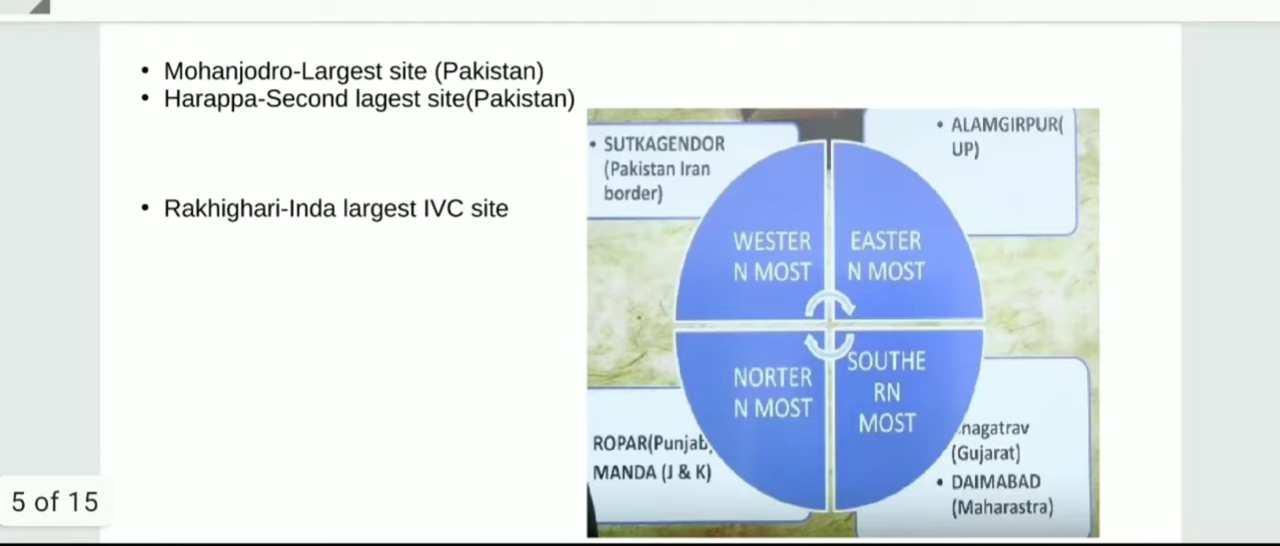 • Mohanjodro-Largest site (Pakistan)
• Harappa-Second lagest site(Pakistan)
• Rakhighari-Inda largest IVC site
• SUTKAGENDOR
(Pakistan Iran
border)
• ALAMGIRPUR(
UP)
WESTER
N MOST
EASTER
N MOST
NORTER
N MOST
SOUTHE
RN
MOST
ROPAR(Punjab,
MANDA (J & K)
nagatrav
(Gujarat)
• DAIMABAD
(Maharastra)
5 of 15